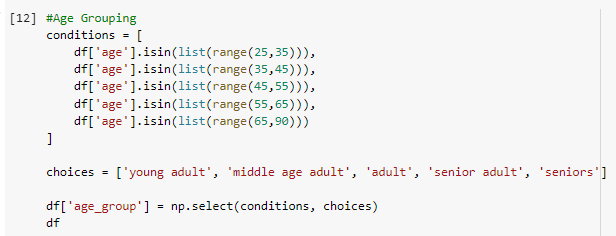 [12] #Age Grouping
conditions = [
    df['age'].isin(list(range(25,35))),
    df['age'].isin(list(range(35,45))),
    df['age'].isin(list(range(45,55))),
    df['age'].isin(list(range(55,65))),
    df['age'].isin(list(range(65,90)))
]
choices = ['young adult', 'middle age adult', 'adult', 'senior adult', 'seniors']
df['age_group'] = np.select(conditions, choices)
df